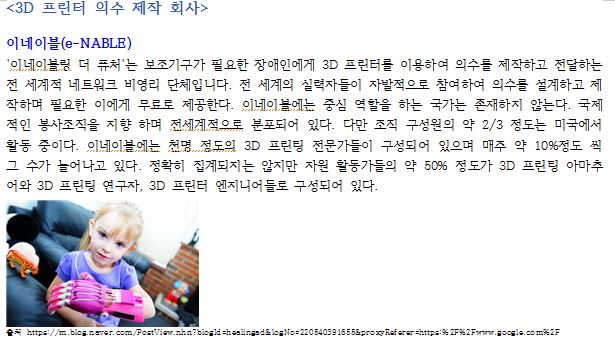 <3D 프린터 의수 제작 회사>
이네이블(e-NABLE)
'이네이블링 더 퓨처'는 보조기구가 필요한 장애인에게 3D 프린터를 이용하여 의수를 제작하고 전달하는
전 세계적 네트워크 비영리 단체입니다. 전 세계의 실력자들이 자발적으로 참여하여 의수를 설계하고 제
작하며 필요한 이에게 무료로 제공한다. 이네이블에는 중심 역할을 하는 국가는 존재하지 않는다. 국제
적인 봉사조직을 지향 하며 전세계적으로 분포되어 있다. 다만 조직 구성원의 약 2/3 정도는 미국에서
활동 중이다. 이네이블에는 천명 정도의 3D 프린팅 전문가들이 구성되어 있으며 매주 약 10%정도 씩
그 수가 늘어나고 있다. 정확히 집계되지는 않지만 자원 활동가들의 약 50% 정도가 3D 프린팅 아마추
어와 3D 프린팅 연구자, 3D 프린터 엔지니어들로 구성되어 있다.
출처 https://m.blog.naver.com/PostView.nhn?blogId=healingad&logNo=220540391655&proxyReferer=https:%2F%2Fwww.google.com%2F